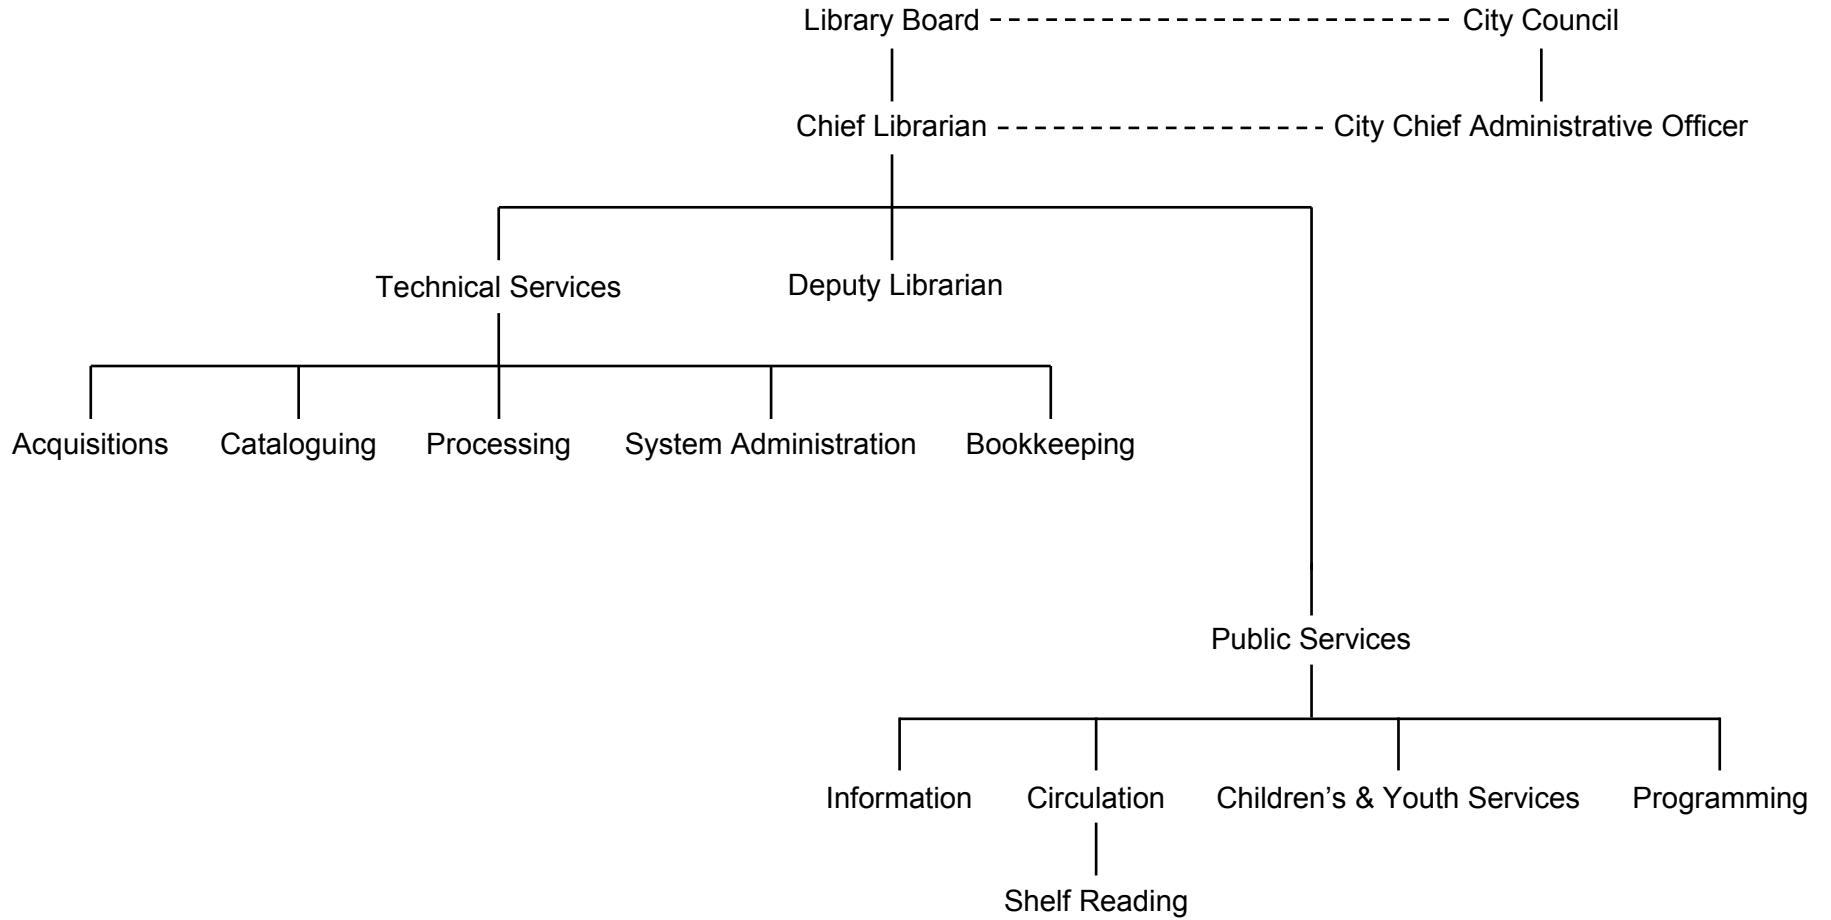 Library Board
City Council
Chief Librarian
City Chief Administrative Officer
Technical Services
Deputy Librarian
Acquisitions
Cataloguing
Processing
System Administration
Bookkeeping
Public Services
Information
Circulation
Children’s & Youth Services
Programming
Shelf Reading